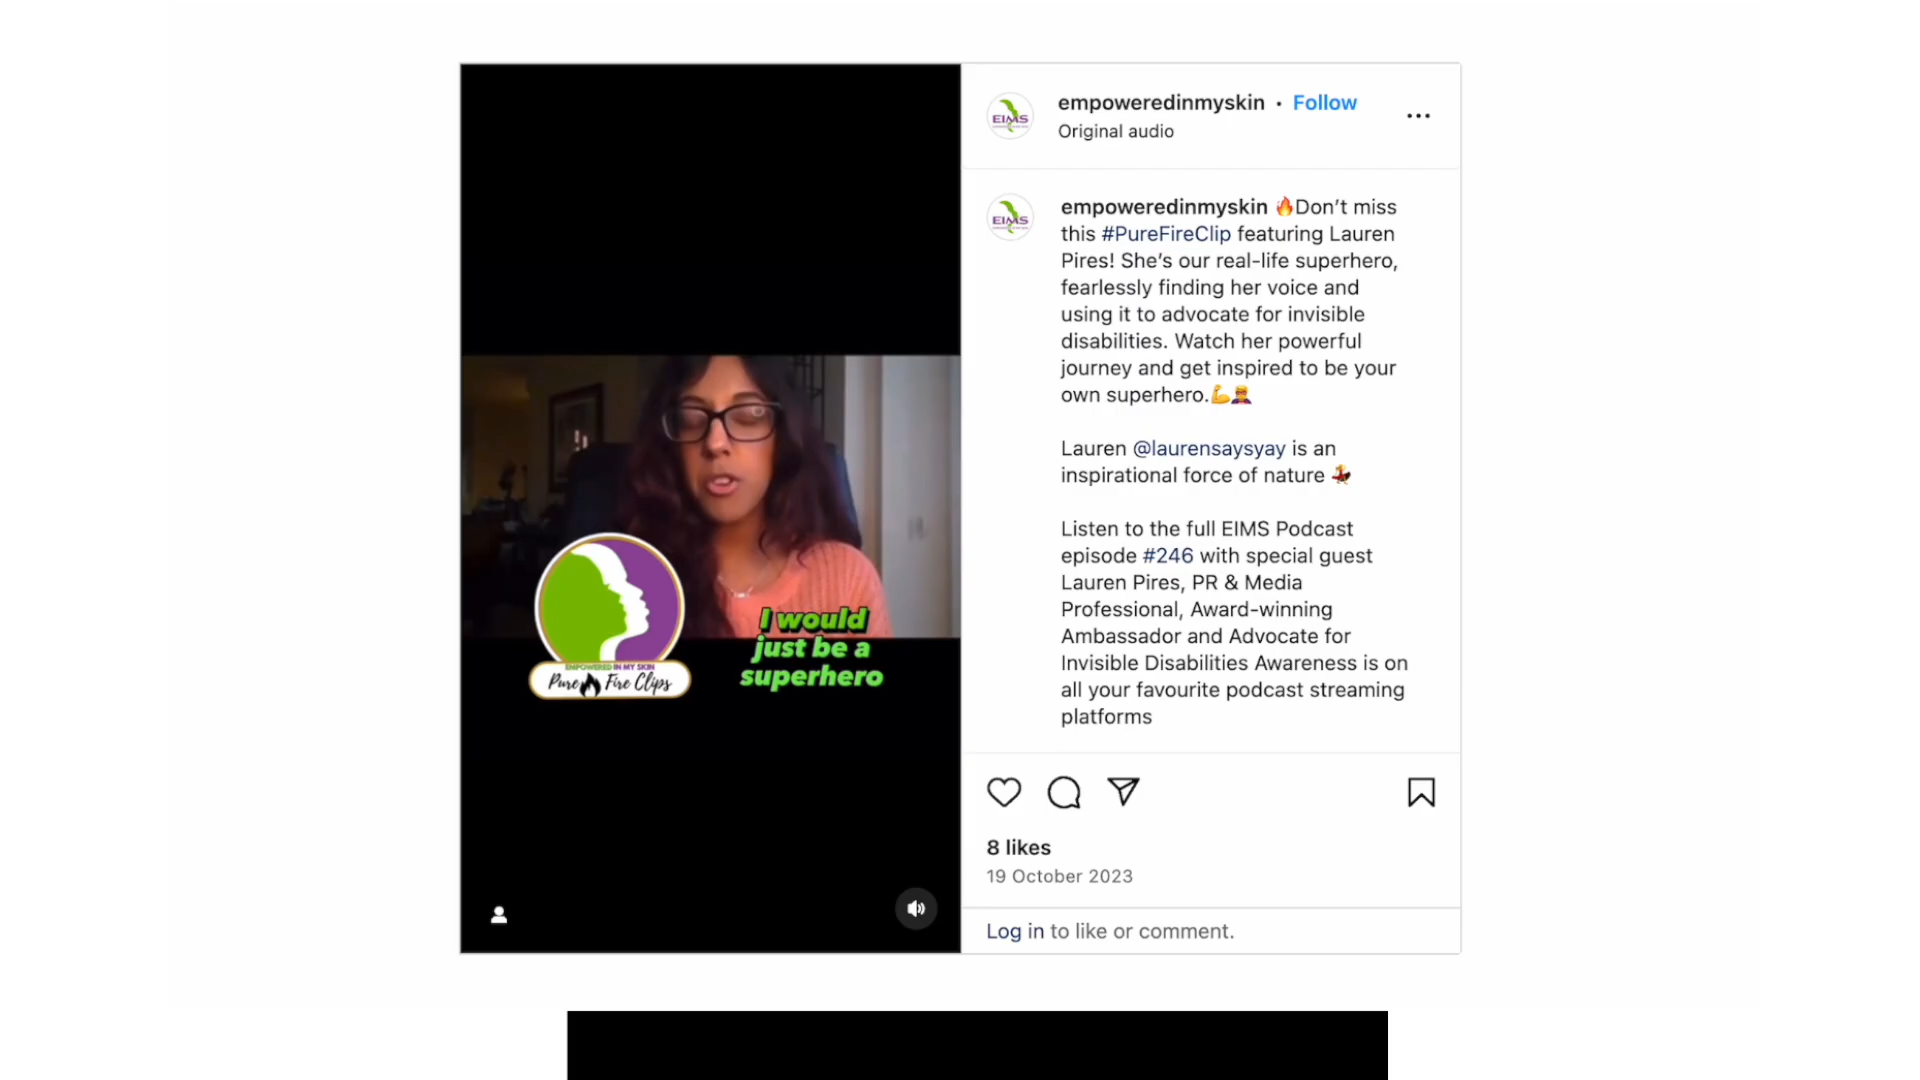 EIMS
empoweredinmyskin • Follow
Original audio
EIMS
empoweredinmyskin 🔥Don’t miss
this #PureFireClip featuring Lauren
Pires! She’s our real-life superhero,
fearlessly finding her voice and
using it to advocate for invisible
disabilities. Watch her powerful
journey and get inspired to be your
own superhero.💪🦸
Lauren @laurensaysyay is an
inspirational force of nature 💃
Listen to the full EIMS Podcast
episode #246 with special guest
Lauren Pires, PR & Media
Professional, Award-winning
Ambassador and Advocate for
Invisible Disabilities Awareness is on
all your favourite podcast streaming
platforms
I would
just be a
superhero
EMPOWERED IN MY SKIN
Pure Fire Clips
8 likes
19 October 2023
Log in to like or comment.